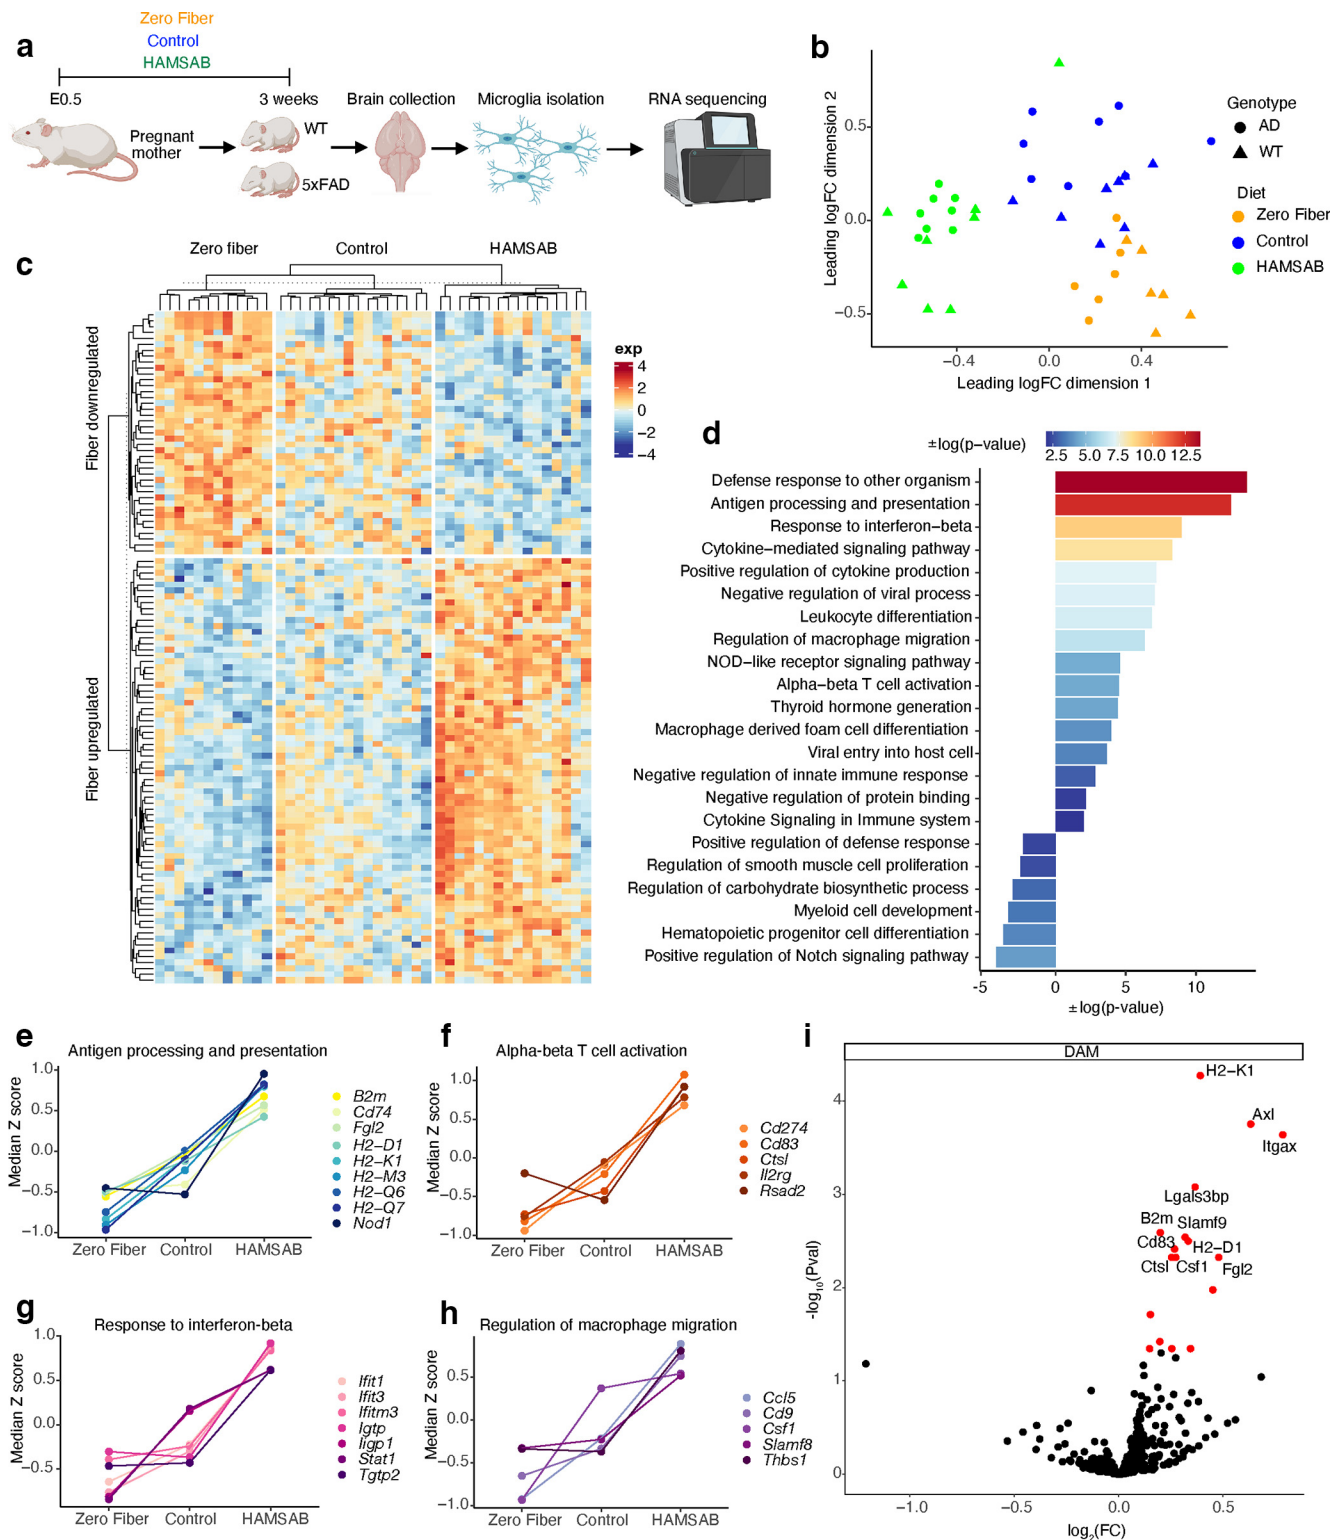 a
Zero Fiber
Control
HAMSAB
E0.5
3 weeks
Brain collection
Microglia isolation
RNA sequencing
Pregnant
mother
WT
5xFAD
b
Leading logFC dimension 2
0.5
0.0
−0.5
−0.4
0.0
0.4
Leading logFC dimension 1
Genotype
AD
WT
Diet
Zero Fiber
Control
HAMSAB
c
Zero fiber
Control
HAMSAB
Fiber downregulated
Fiber upregulated
exp
4
2
0
−2
−4
d
±log(p−value)
2.5 5.0 7.5 10.0 12.5
Defense response to other organism
Antigen processing and presentation
Response to interferon−beta
Cytokine−mediated signaling pathway
Positive regulation of cytokine production
Negative regulation of viral process
Leukocyte differentiation
Regulation of macrophage migration
NOD−like receptor signaling pathway
Alpha−beta T cell activation
Thyroid hormone generation
Macrophage derived foam cell differentiation
Viral entry into host cell
Negative regulation of innate immune response
Negative regulation of protein binding
Cytokine Signaling in Immune system
Positive regulation of defense response
Regulation of smooth muscle cell proliferation
Regulation of carbohydrate biosynthetic process
Myeloid cell development
Hematopoietic progenitor cell differentiation
Positive regulation of Notch signaling pathway
-5 0 5 10
±log(p−value)
e
Antigen processing and presentation
Median Z score
1.0
0.5
0.0
−0.5
−1.0
Zero Fiber Control HAMSAB
B2m
Cd74
Fgl2
H2−D1
H2−K1
H2−M3
H2−Q6
H2−Q7
Nod1
f
Alpha−beta T cell activation
Median Z score
1.0
0.5
0.0
−0.5
−1.0
Zero Fiber Control HAMSAB
Cd274
Cd83
Ctsl
Il2rg
Rsad2
g
Response to interferon-beta
Median Z score
1.0
0.5
0.0
−0.5
Zero Fiber Control HAMSAB
Ifit1
Ifit3
Ifitm3
Igtp
Iigp1
Stat1
Tgtp2
h
Regulation of macrophage migration
Median Z score
0.5
0.0
−0.5
−1.0
Zero Fiber Control HAMSAB
Ccl5
Cd9
Csf1
Slamf8
Thbs1
i
DAM
-log10(Pval)
4
3
2
1
0
H2−K1
Axl
Itgax
Lgals3bp
B2m
Slamf9
Cd83
H2−D1
Ctsl
Csf1
Fgl2
−1.0 −0.5 0.0 0.5
log2(FC)